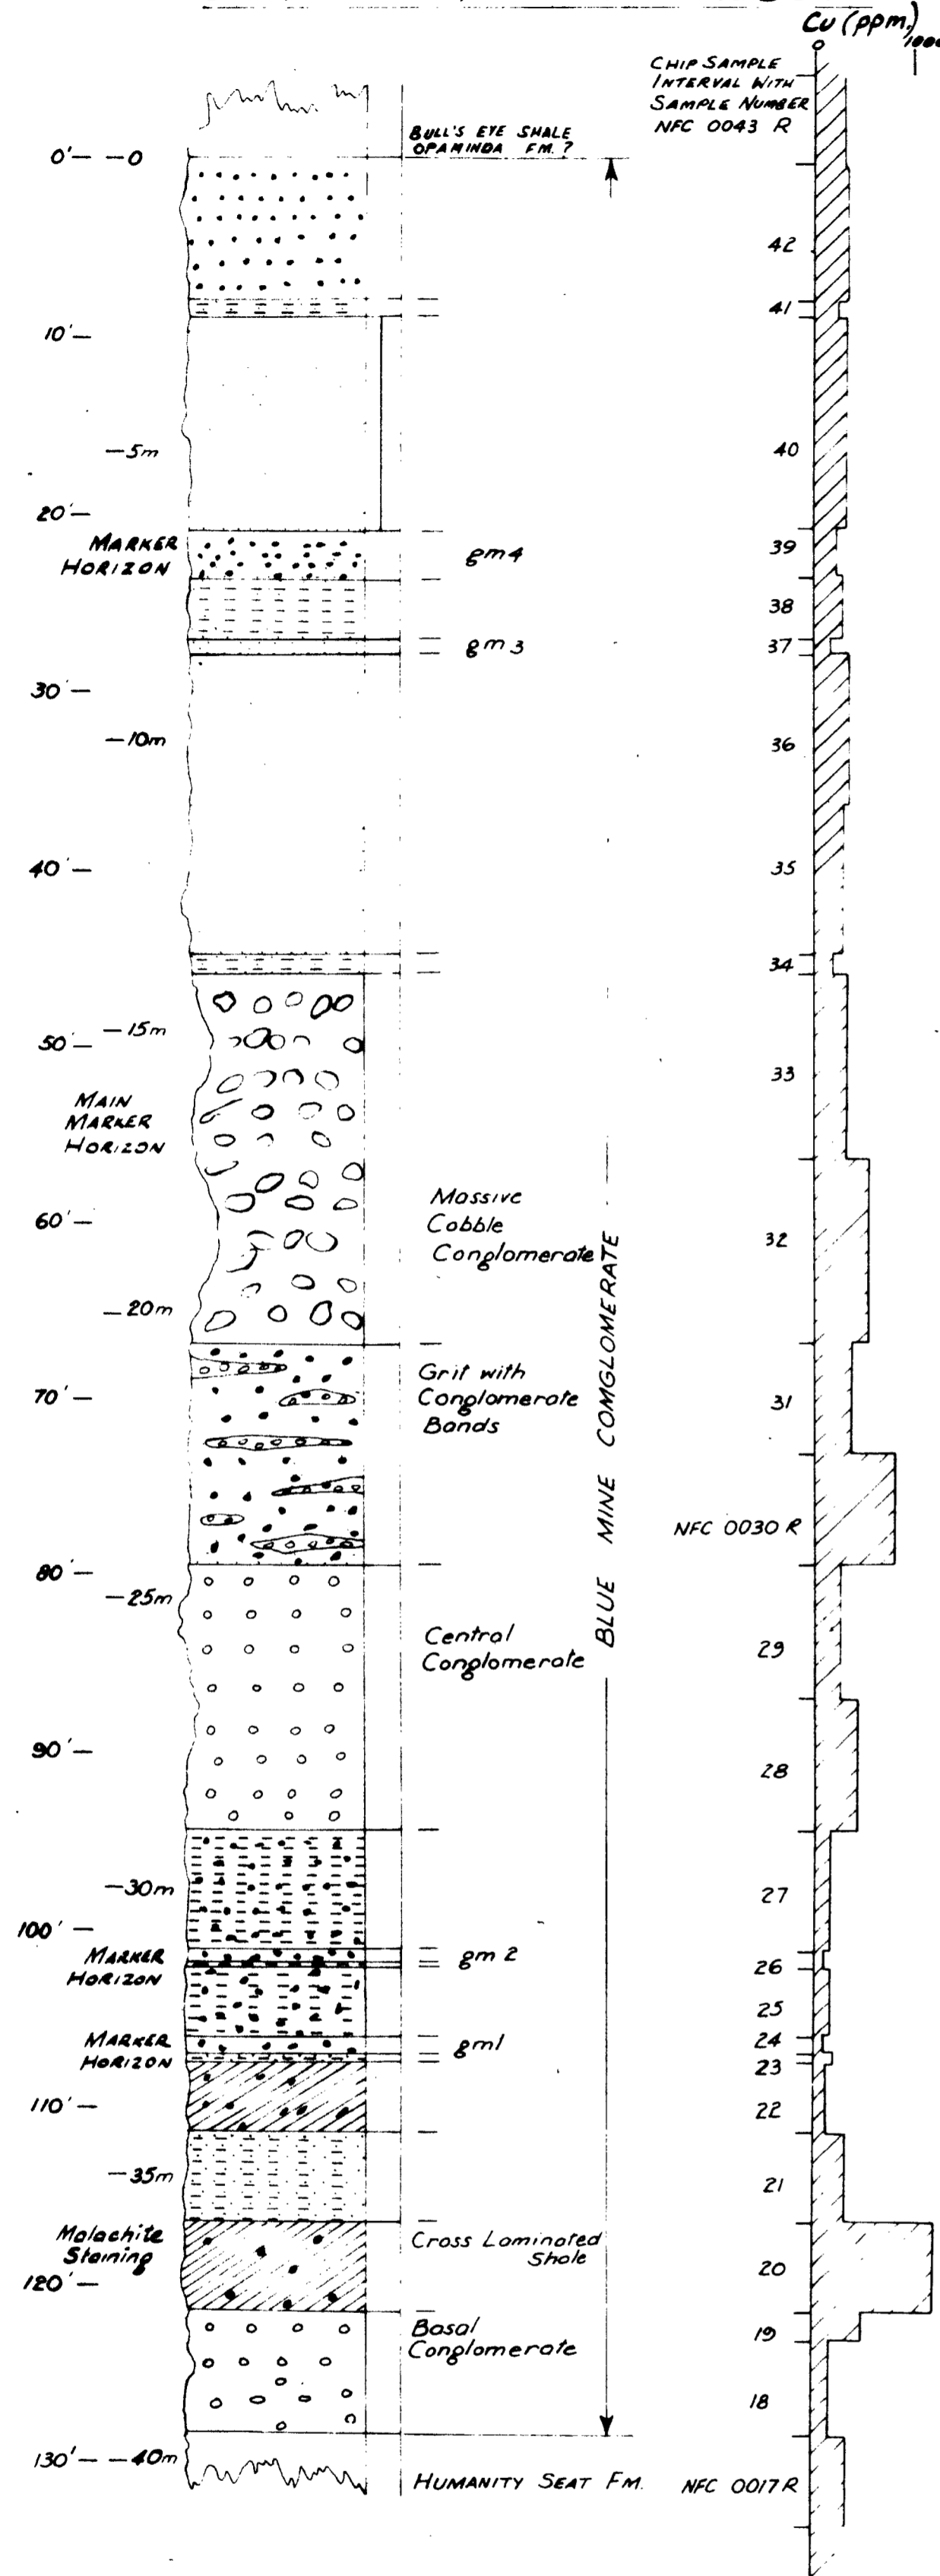 Cu (ppm.)
0 1000
CHIP SAMPLE
INTERVAL WITH
SAMPLE NUMBER
NFC 0043 R
BULL'S EYE SHALE
OPAMINDA FM. ?
0' 0
42
41
10'
40
5m
20'
MARKER
HORIZON
gm4
39
38
gm3
37
30'
10m
36
40'
35
34
15m
50'
33
MAIN
MARKER
HORIZON
Massive
Cobble
Conglomerate
60'
32
BLUE MINE COMGLOMERATE
20m
Grit with
Conglomerate
Bands
70'
31
NFC 0030 R
80'
25m
Central
Conglomerate
29
90'
28
30m
27
100'
MARKER
HORIZON
gm2
26
25
MARKER
HORIZON
gm1
24
23
110'
22
35m
21
Malachite
Staining
Cross Laminated
Shale
120'
20
Basal
Conglomerate
19
18
130' 40m
HUMANITY SEAT FM.
NFC 0017 R